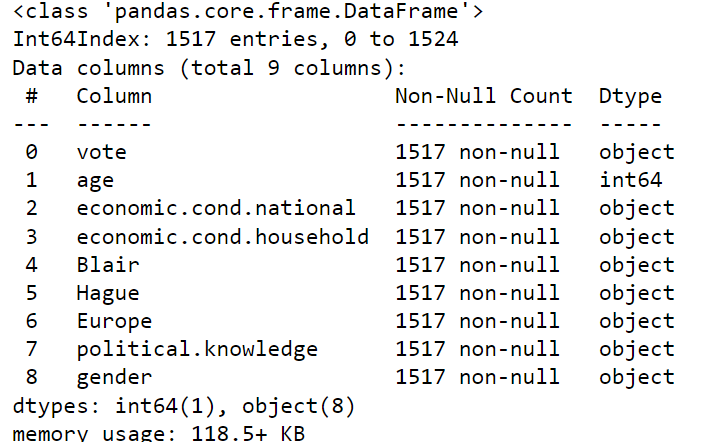 <class 'pandas.core.frame.DataFrame'>
Int64Index: 1517 entries, 0 to 1524
Data columns (total 9 columns):
 #   Column                   Non-Null Count  Dtype
---  ------                   --------------  -----
 0   vote                     1517 non-null   object
 1   age                      1517 non-null   int64
 2   economic.cond.national   1517 non-null   object
 3   economic.cond.household  1517 non-null   object
 4   Blair                    1517 non-null   object
 5   Hague                    1517 non-null   object
 6   Europe                   1517 non-null   object
 7   political.knowledge      1517 non-null   object
 8   gender                   1517 non-null   object
dtypes: int64(1), object(8)
memory usage: 118.5+ KB